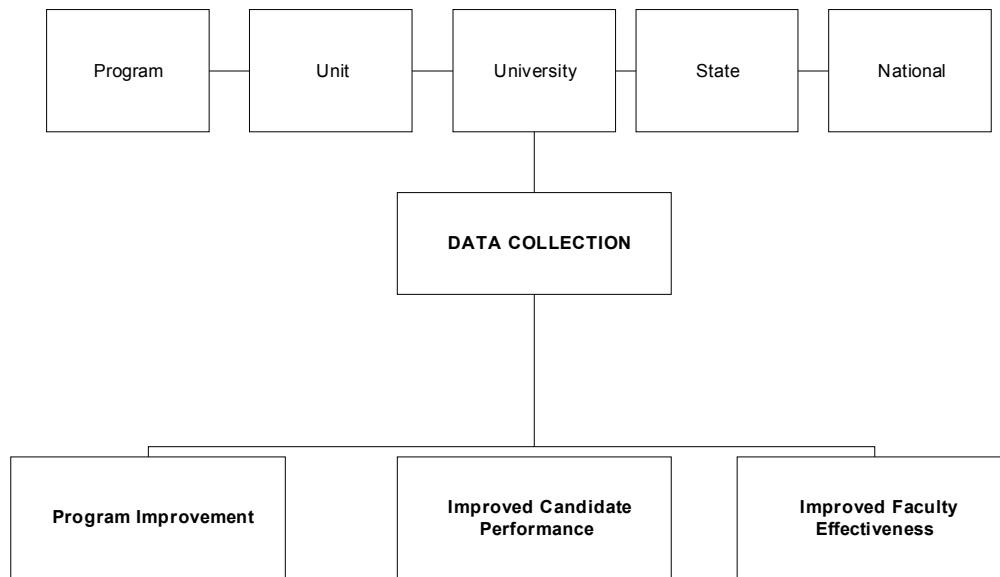 Program
Unit
University
State
National
DATA COLLECTION
Program Improvement
Improved Candidate
Performance
Improved Faculty
Effectiveness